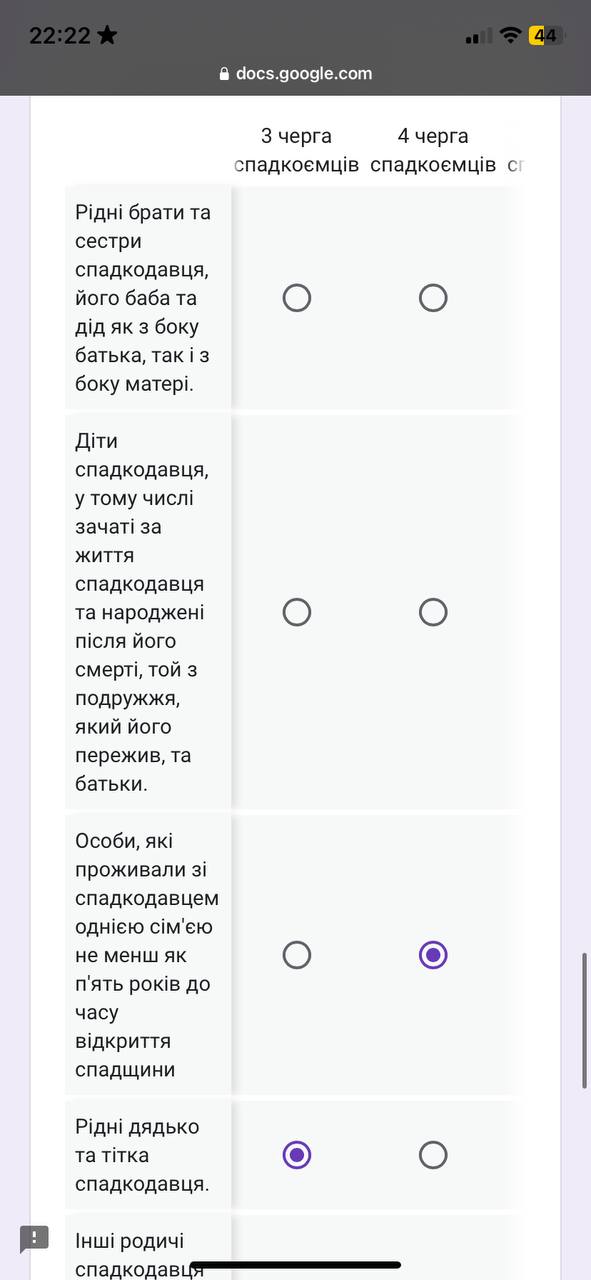 22:22
44
docs.google.com
3 черга
спадкоємців
4 черга
спадкоємців
Рідні брати та
сестри
спадкодавця,
його баба та
дід як з боку
батька, так і з
боку матері.
Діти
спадкодавця,
у тому числі
зачаті за
життя
спадкодавця
та народжені
після його
смерті, той з
подружжя,
який його
пережив, та
батьки.
Особи, які
проживали зі
спадкодавцем
однією сім'єю
не менш як
п'ять років до
часу
відкриття
спадщини
Рідні дядько
та тітка
спадкодавця.
Інші родичі
спадкодавця